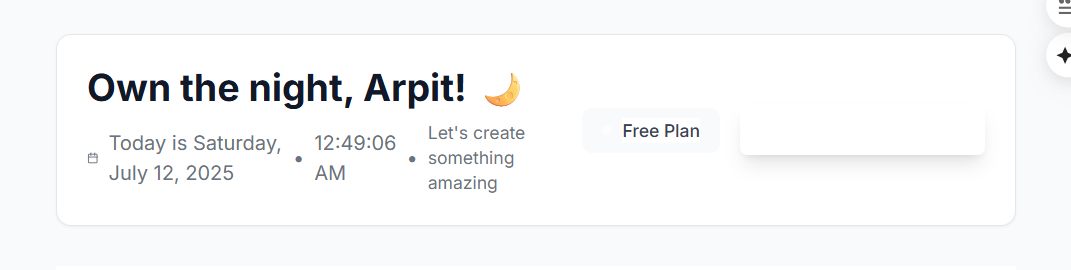 Own the night, Arpit! 🌙
Today is Saturday,
July 12, 2025
•
12:49:06
AM
•
Let's create
something
amazing
Free Plan